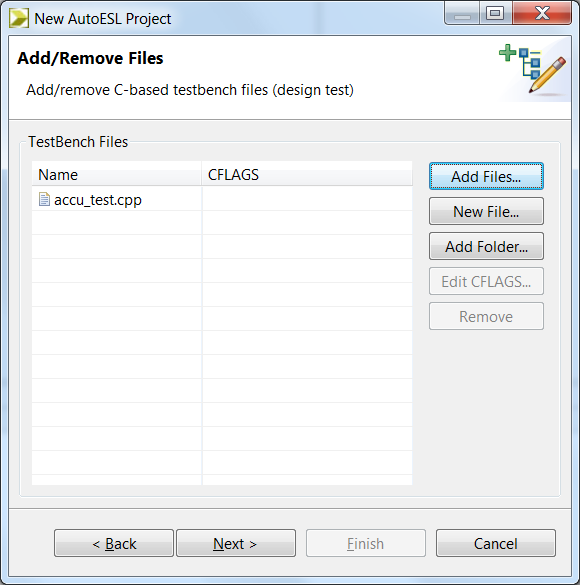 New AutoESL Project
Add/Remove Files
Add/remove C-based testbench files (design test)
TestBench Files
Name CFLAGS
accu_test.cpp
Add Files...
New File...
Add Folder...
Edit CFLAGS...
Remove
< Back Next > Finish Cancel